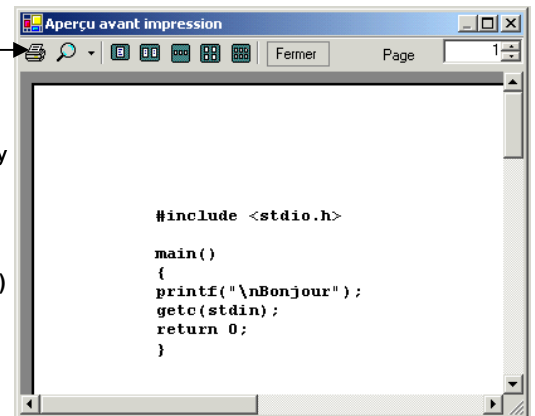 Aperçu avant impression
Fermer Page 1
y
#include <stdio.h>
main()
{
)
printf("\nBonjour");
getc(stdin);
return 0;
}